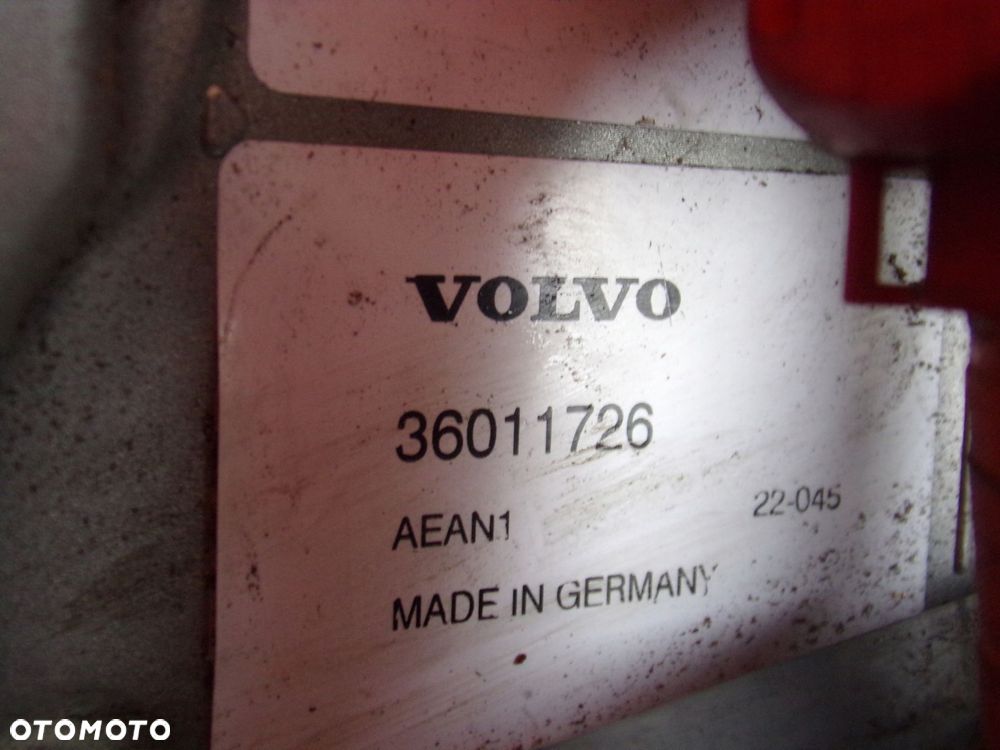 VOLVO
36011726
AEAN1
22-045
MADE IN GERMANY
OTOMOTO